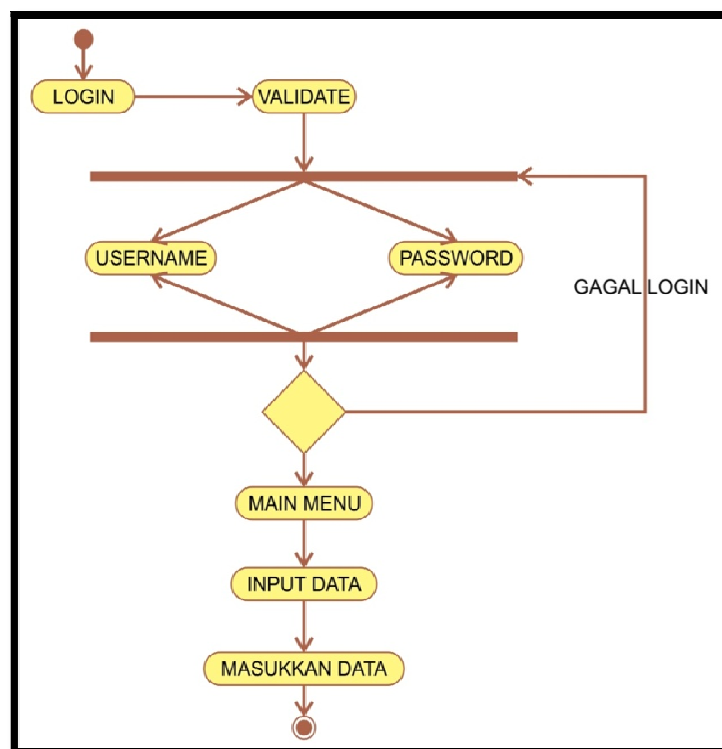 LOGIN
VALIDATE
USERNAME
PASSWORD
GAGAL LOGIN
MAIN MENU
INPUT DATA
MASUKKAN DATA